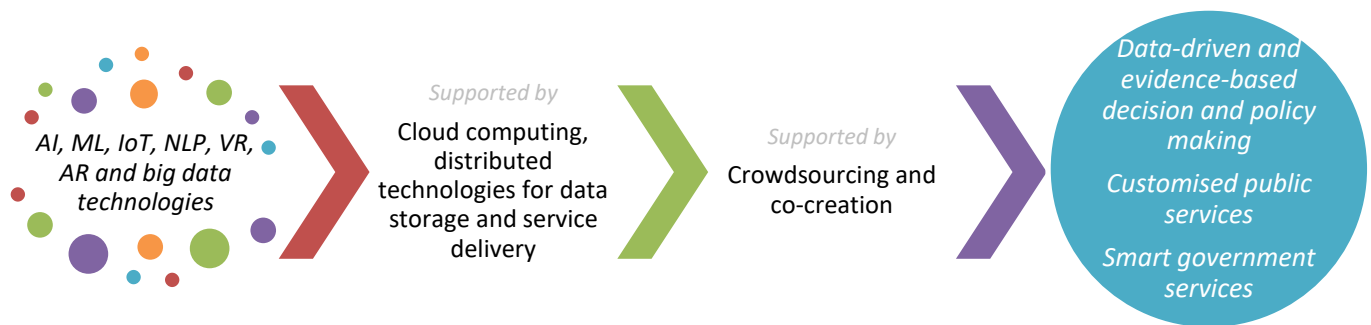 AI, ML, IoT, NLP, VR,
AR and big data
technologies
Supported by
Cloud computing,
distributed
technologies for data
storage and service
delivery
Supported by
Crowdsourcing and
co-creation
Data-driven and
evidence-based
decision and policy
making
Customised public
services
Smart government
services